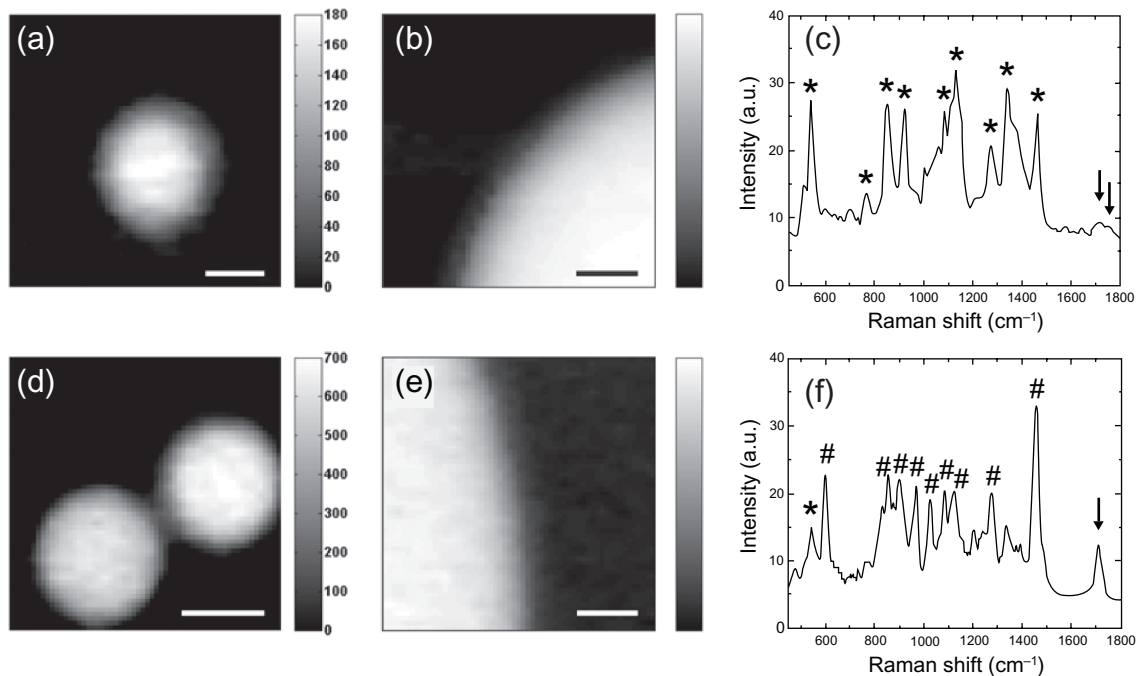 (a)
180
160
140
120
100
80
60
40
20
0
(b)
(c)
Intensity (a.u.)
40
30
20
10
0
* * * * * * * * *
600 800 1000 1200 1400 1600 1800
Raman shift (cm⁻¹)
(d)
700
600
500
400
300
200
100
0
(e)
(f)
Intensity (a.u.)
40
30
20
10
0
* # # # # # # # # #
600 800 1000 1200 1400 1600 1800
Raman shift (cm⁻¹)